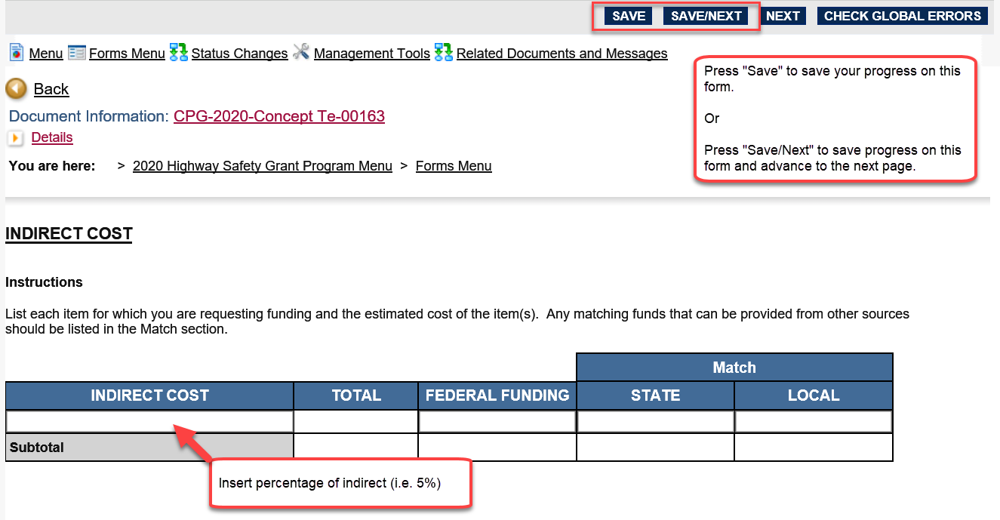 SAVE SAVE/NEXT NEXT CHECK GLOBAL ERRORS
Menu Forms Menu Status Changes Management Tools Related Documents and Messages
Press "Save" to save your progress on this
form.
Or
Press "Save/Next" to save progress on this
form and advance to the next page.
Back
Document Information: CPG-2020-Concept Te-00163
Details
You are here: > 2020 Highway Safety Grant Program Menu > Forms Menu
INDIRECT COST
Instructions
List each item for which you are requesting funding and the estimated cost of the item(s).  Any matching funds that can be provided from other sources
should be listed in the Match section.
Match
INDIRECT COST TOTAL FEDERAL FUNDING STATE LOCAL
Subtotal
Insert percentage of indirect (i.e. 5%)